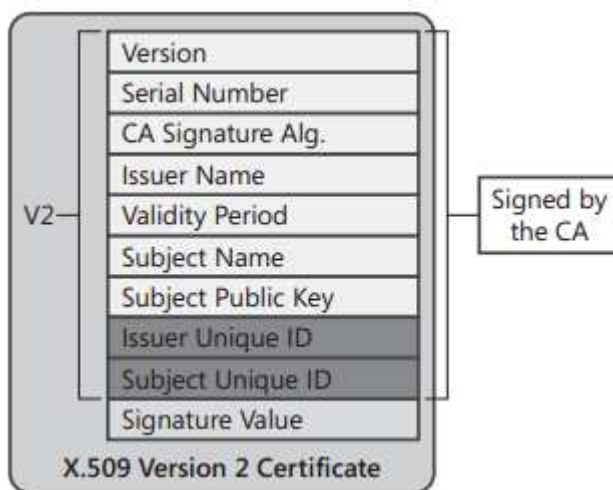 Version
Serial Number
CA Signature Alg.
Issuer Name
V2
Validity Period
Subject Name
Subject Public Key
Issuer Unique ID
Subject Unique ID
Signature Value
X.509 Version 2 Certificate
Signed by
the CA